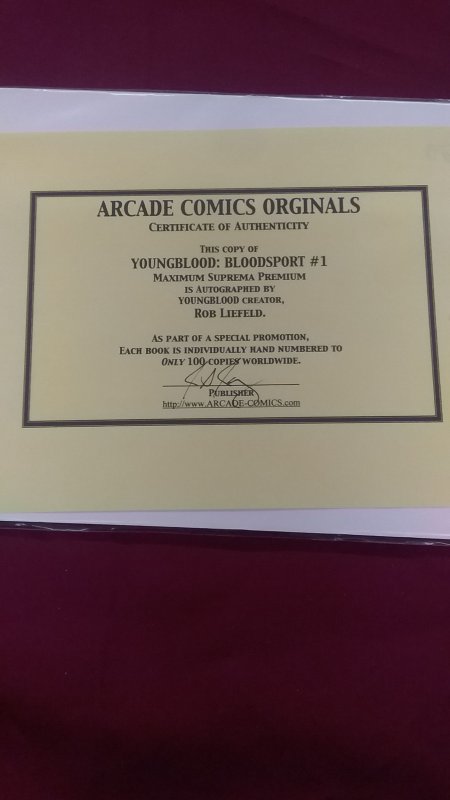 ARCADE COMICS ORGINALS
CERTIFICATE OF AUTHENTICITY
THIS COPY OF
YOUNGBLOOD: BLOODSPORT #1
MAXIMUM SUPREMA PREMIUM
IS AUTOGRAPHED BY
YOUNGBLOOD CREATOR,
ROB LIEFELD.
AS PART OF A SPECIAL PROMOTION,
EACH BOOK IS INDIVIDUALLY HAND NUMBERED TO
ONLY 100 COPIES WORLDWIDE.
PUBLISHER
http://www.ARCADE-COMICS.com